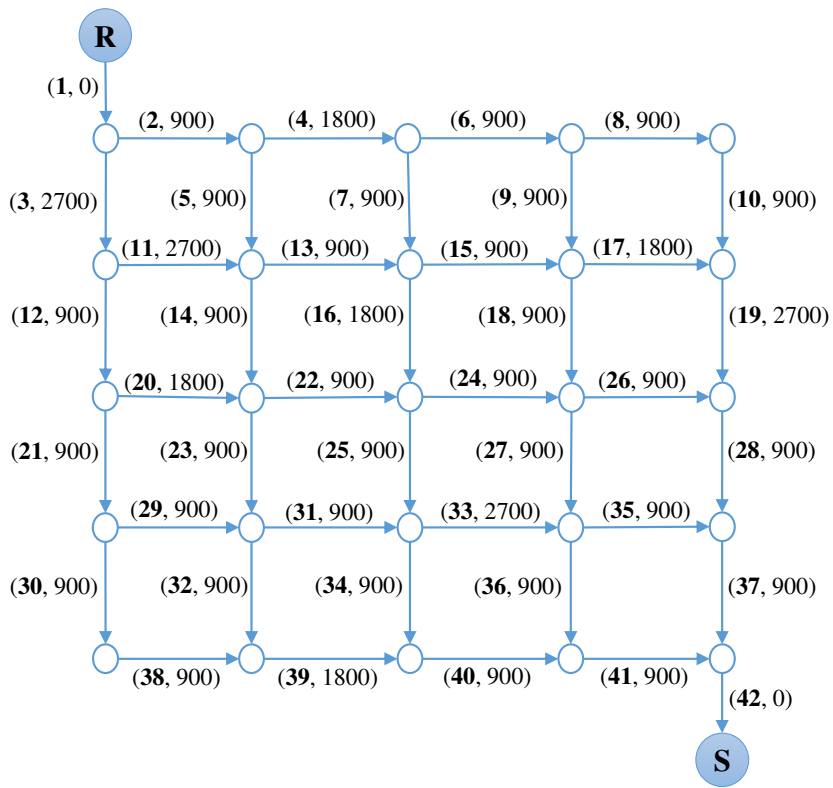 R
(1, 0)
(2, 900) (4, 1800) (6, 900) (8, 900)
(3, 2700) (5, 900) (7, 900) (9, 900) (10, 900)
(11, 2700) (13, 900) (15, 900) (17, 1800)
(12, 900) (14, 900) (16, 1800) (18, 900) (19, 2700)
(20, 1800) (22, 900) (24, 900) (26, 900)
(21, 900) (23, 900) (25, 900) (27, 900) (28, 900)
(29, 900) (31, 900) (33, 2700) (35, 900)
(30, 900) (32, 900) (34, 900) (36, 900) (37, 900)
(38, 900) (39, 1800) (40, 900) (41, 900)
(42, 0)
S